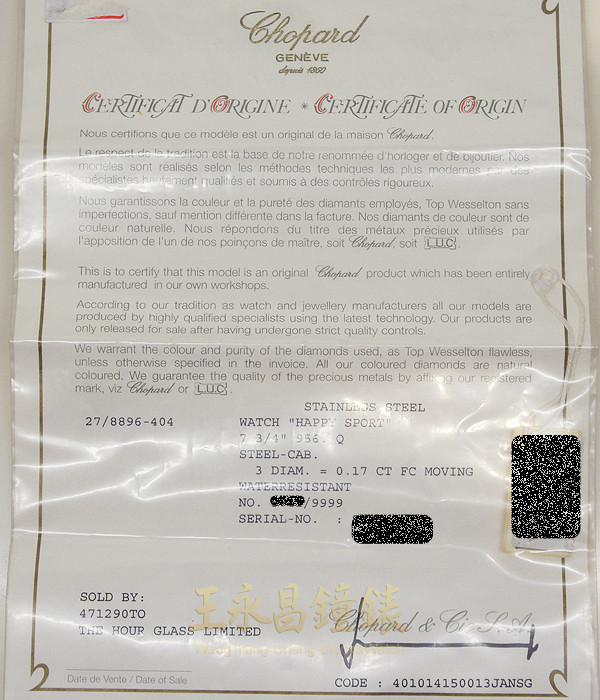 Chopard
GENÈVE
depuis 1860
CERTIFICAT D'ORIGINE * CERTIFICATE OF ORIGIN
Nous certifions que ce modèle est un original de la maison Chopard.
Le respect de la tradition est la base de notre renommée d'horloger et de bijoutier. Nos
modèles sont réalisés selon les méthodes techniques les plus modernes par des
spécialistes hautement qualifiés et soumis à des contrôles rigoureux.
Nous garantissons la couleur et la pureté des diamants employés, Top Wesselton sans
imperfections, sauf mention différente dans la facture. Nos diamants de couleur sont de
couleur naturelle. Nous répondons du titre des métaux précieux utilisés par
l'apposition de l'un de nos poinçons de maître, soit Chopard, soit L.U.C.
This is to certify that this model is an original Chopard product which has been entirely
manufactured in our own workshops.
According to our tradition as watch and jewellery manufacturers all our models are
produced by highly qualified specialists using the latest technology. Our products are
only released for sale after having undergone strict quality controls.
We warrant the colour and purity of the diamonds used, as Top Wesselton flawless,
unless otherwise specified in the invoice. All our coloured diamonds are natural
coloured. We guarantee the quality of the precious metals by affixing our registered
mark, viz Chopard or L.U.C.
STAINLESS STEEL
27/8896-404 WATCH "HAPPY SPORT"
7 3/4" 956. Q
STEEL-CAB.
3 DIAM. = 0.17 CT FC MOVING
WATERRESISTANT
NO. /9999
SERIAL-NO. :
SOLD BY:
471290TO
THE HOUR GLASS LIMITED
王永昌鐘錶
Chopard & Cie S.A.
Date de Vente / Date of Sale
CODE : 401014150013JANSG